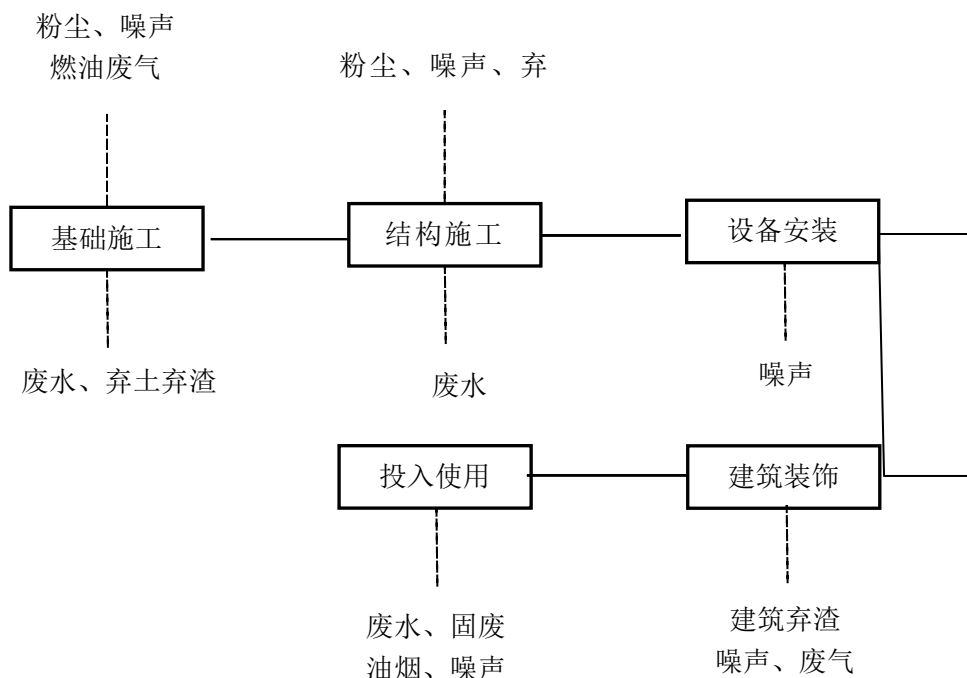 粉尘、噪声
燃油废气
粉尘、噪声、弃
基础施工
结构施工
设备安装
废水、弃土弃渣
废水
噪声
投入使用
建筑装饰
废水、固废
油烟、噪声
建筑弃渣
噪声、废气